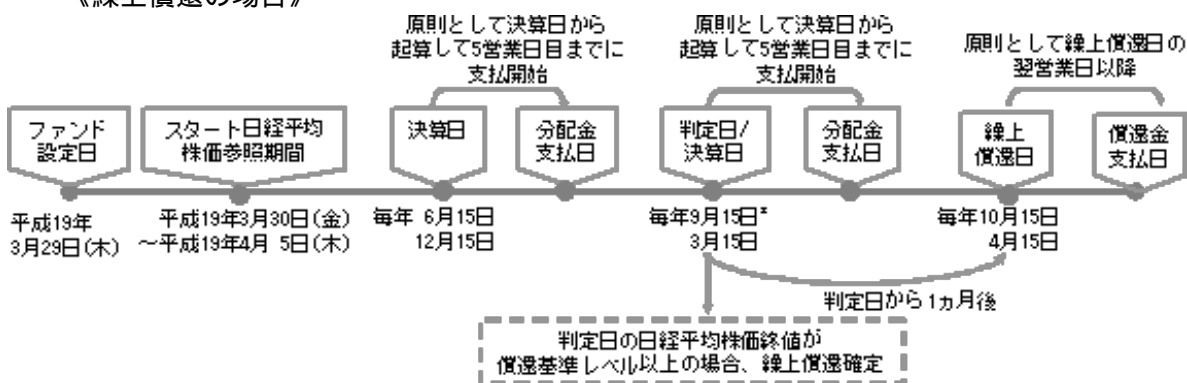 《繰上償還の場合》
原則として決算日から
起算して5営業日目までに
支払開始
原則として決算日から
起算して5営業日目までに
支払開始
原則として繰上償還日の
翌営業日以降
ファンド
設定日
スタート日経平均
株価参照期間
決算日
分配金
支払日
判定日/
決算日
分配金
支払日
繰上
償還日
償還金
支払日
平成19年
3月29日(木)
平成19年3月30日(金)
～平成19年4月 5日(木)
毎年 6月15日
12月15日
毎年9月15日*
3月15日
毎年10月15日
4月15日
判定日から1ヵ月後
判定日の日経平均株価終値が
償還基準レベル以上の場合、繰上償還確定